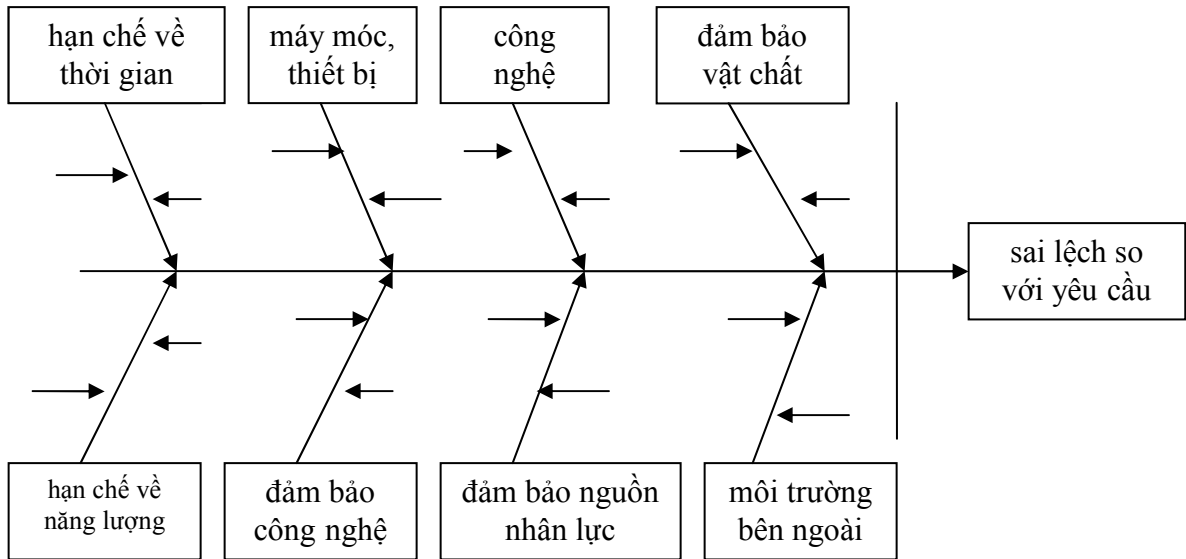 hạn chế về
thời gian
máy móc,
thiết bị
công
nghệ
đảm bảo
vật chất
sai lệch so
với yêu cầu
hạn chế về
năng lượng
đảm bảo
công nghệ
đảm bảo nguồn
nhân lực
môi trường
bên ngoài